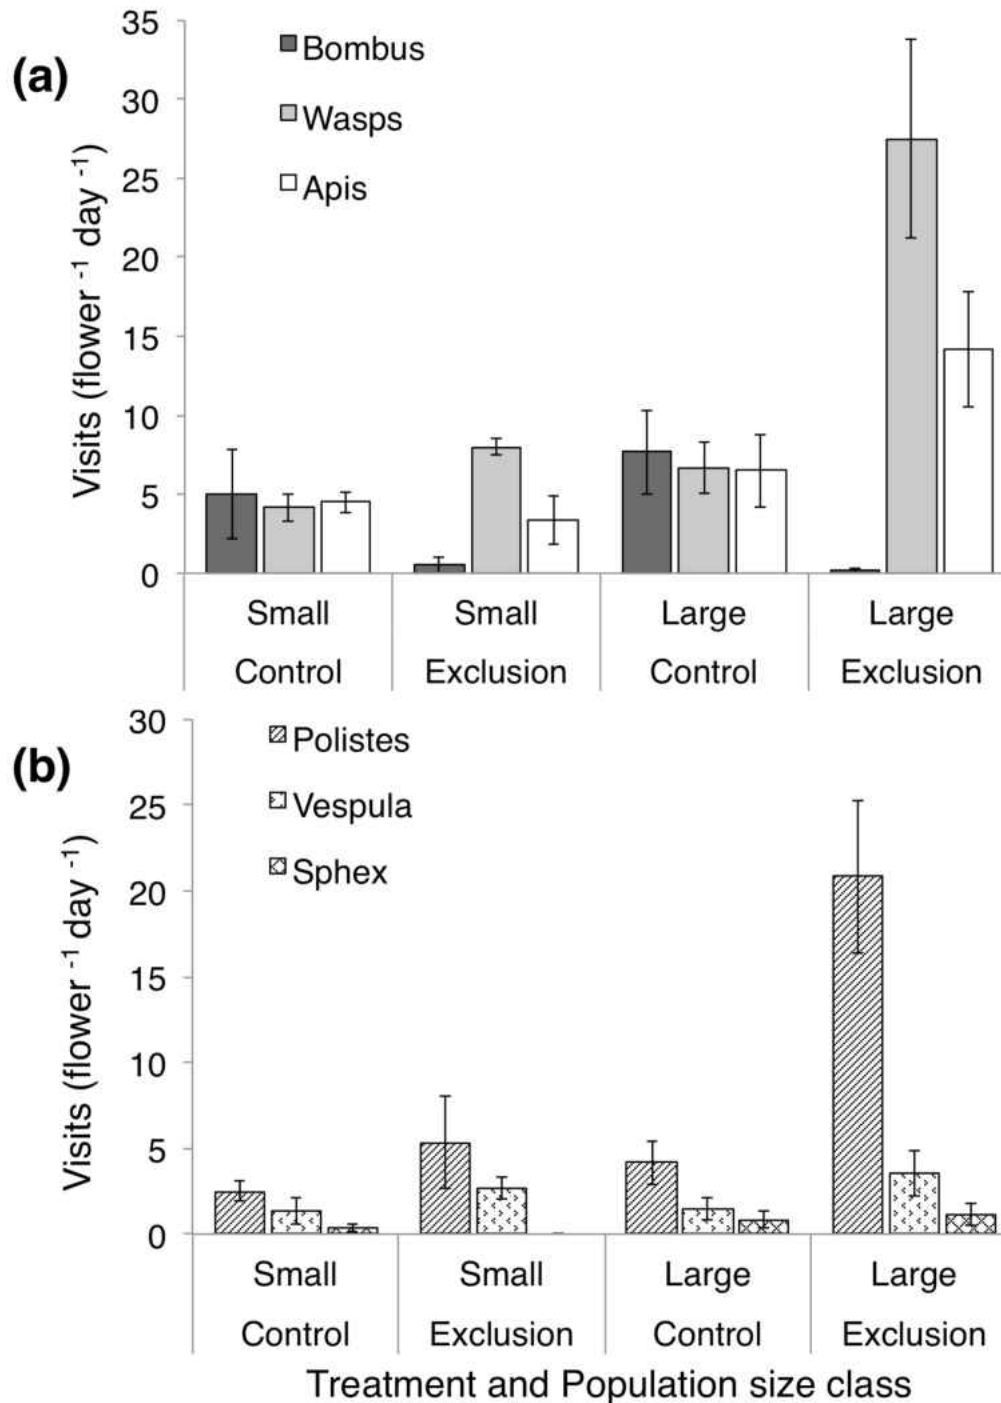 (a)
Visits (flower -1 day -1)
35
30
25
20
15
10
5
0
Bombus
Wasps
Apis
Small Small Large Large
Control Exclusion Control Exclusion
(b)
Visits (flower -1 day -1)
30
25
20
15
10
5
0
Polistes
Vespula
Sphex
Small Small Large Large
Control Exclusion Control Exclusion
Treatment and Population size class